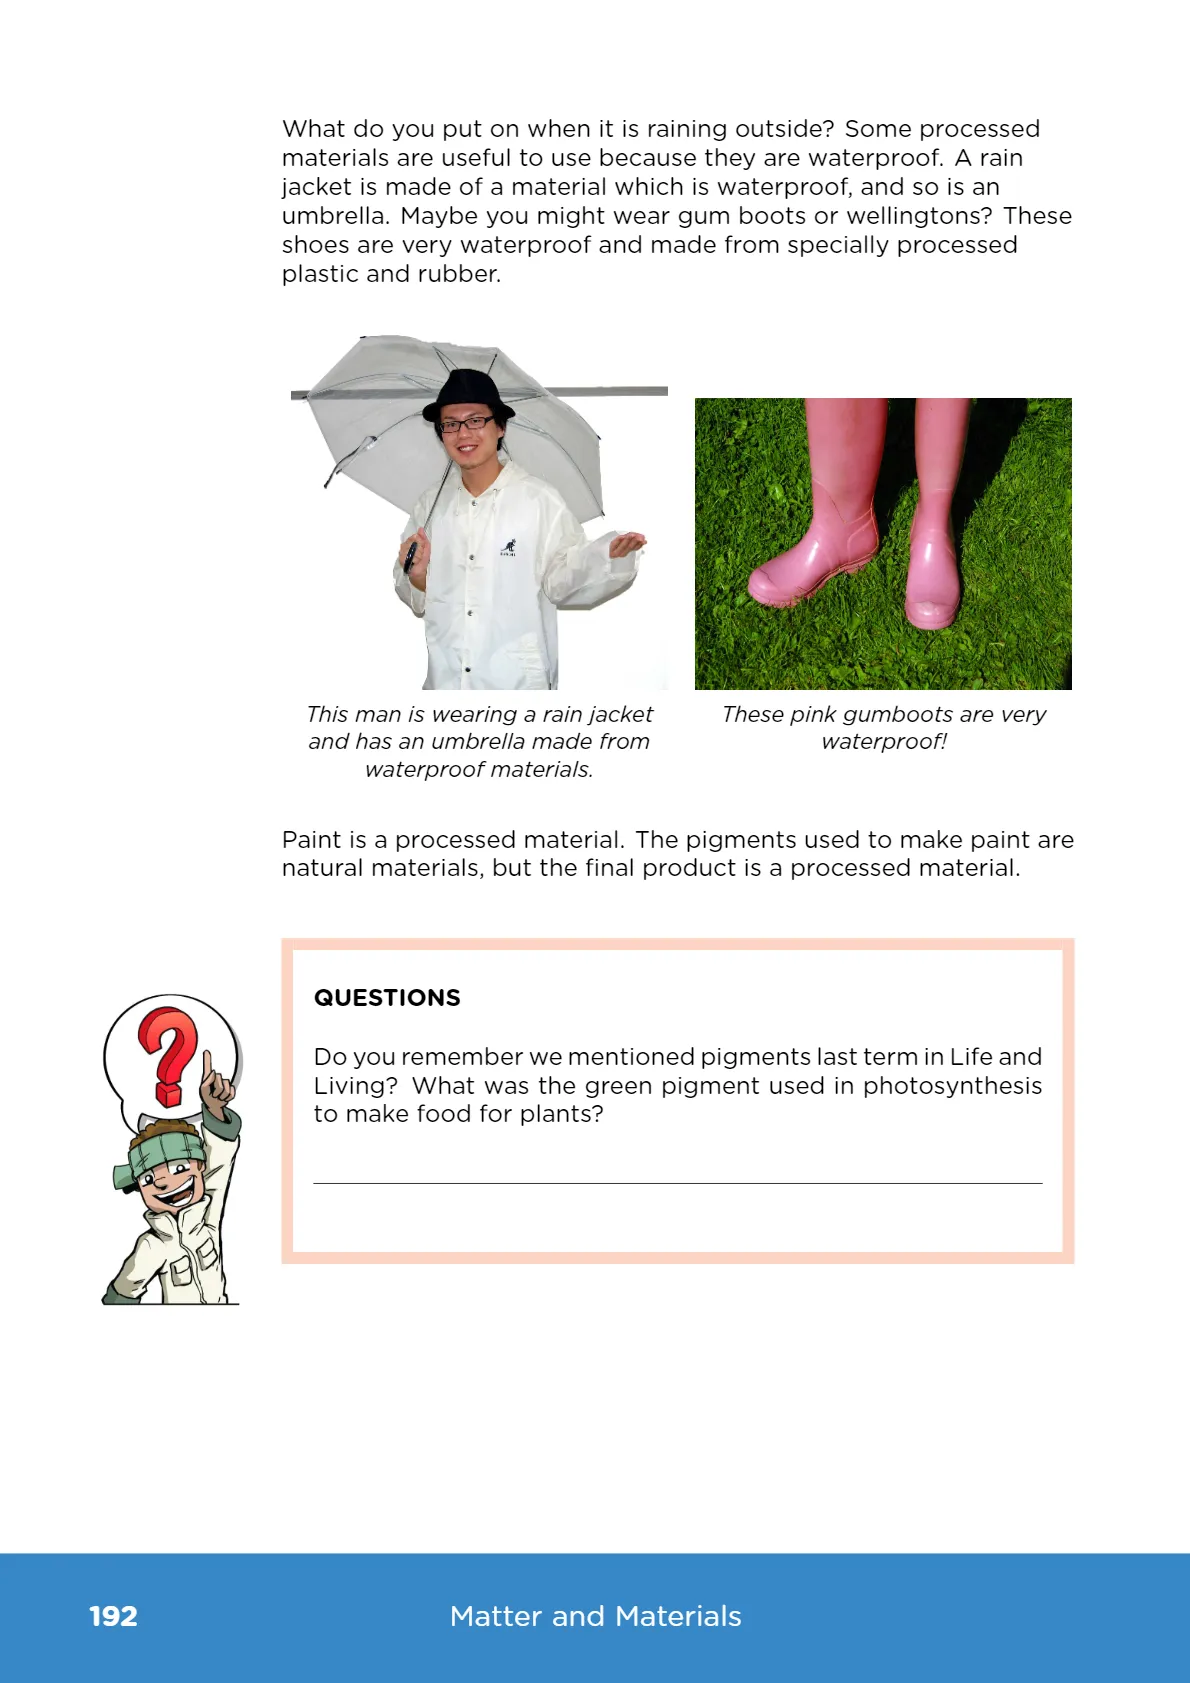 What do you put on when it is raining outside? Some processed
materials are useful to use because they are waterproof. A rain
jacket is made of a material which is waterproof, and so is an
umbrella. Maybe you might wear gum boots or wellingtons? These
shoes are very waterproof and made from specially processed
plastic and rubber.
This man is wearing a rain jacket
and has an umbrella made from
waterproof materials.
These pink gumboots are very
waterproof!
Paint is a processed material. The pigments used to make paint are
natural materials, but the final product is a processed material.
?
QUESTIONS
Do you remember we mentioned pigments last term in Life and
Living? What was the green pigment used in photosynthesis
to make food for plants?
192
Matter and Materials